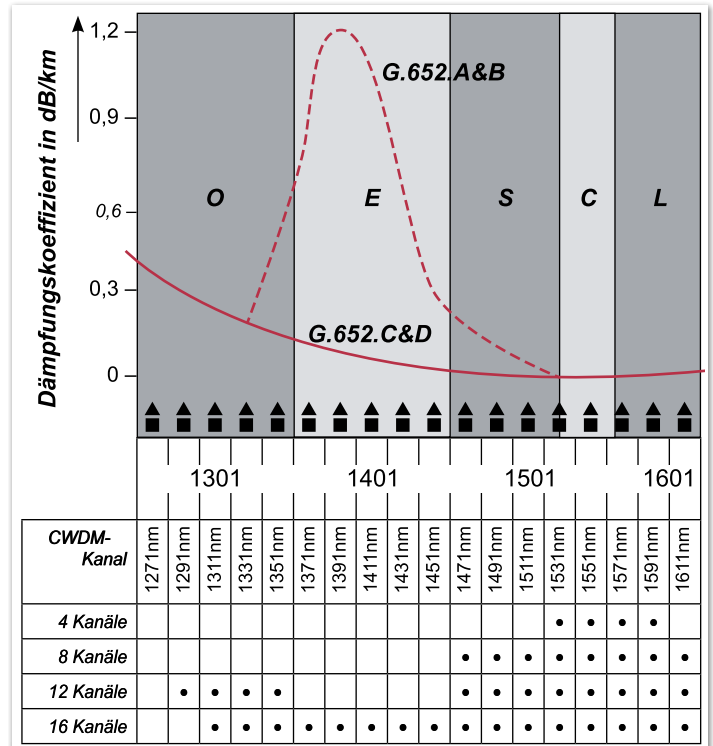 Dämpfungskoeffizient in dB/km
1,2
0,9
0,6
0,3
0
G.652.A&B
O
E
S
C
L
G.652.C&D
1301
1401
1501
1601
CWDM-
Kanal
1271nm
1291nm
1311nm
1331nm
1351nm
1371nm
1391nm
1411nm
1431nm
1451nm
1471nm
1491nm
1511nm
1531nm
1551nm
1571nm
1591nm
1611nm
4 Kanäle
8 Kanäle
12 Kanäle
16 Kanäle